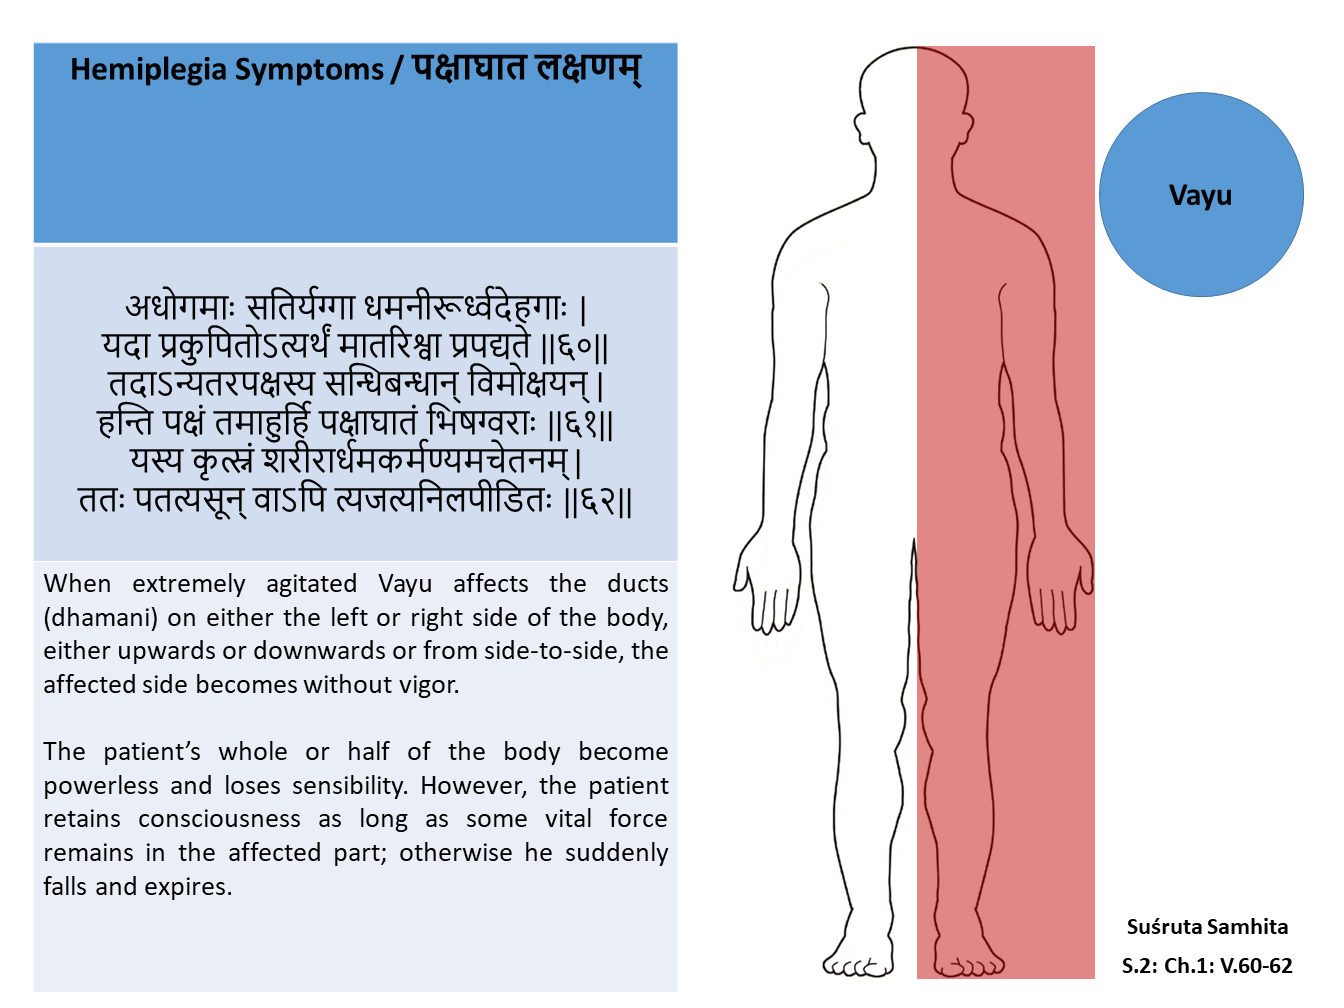 Hemiplegia Symptoms / पक्षाघात लक्षणम्
अधोगमाः सतिर्यग्गा धमनीरूर्ध्वदेहगाः |
यदा प्रकुपितोऽत्यर्थं मातरिश्वा प्रपद्यते ||६०||
तदाऽन्यतरपक्षस्य सन्धिबन्धान् विमोक्षयन् |
हन्ति पक्षं तमाहुर्हि पक्षाघातं भिषग्वराः ||६१||
यस्य कृत्स्नं शरीरार्धमकर्मण्यमचेतनम् |
ततः पतत्यसून् वाऽपि त्यजत्यनिलपीडितः ||६२||
When extremely agitated Vayu affects the ducts
(dhamani) on either the left or right side of the body,
either upwards or downwards or from side-to-side, the
affected side becomes without vigor.
The patient’s whole or half of the body become
powerless and loses sensibility. However, the patient
retains consciousness as long as some vital force
remains in the affected part; otherwise he suddenly
falls and expires.
Vayu
Suśruta Samhita
S.2: Ch.1: V.60-62